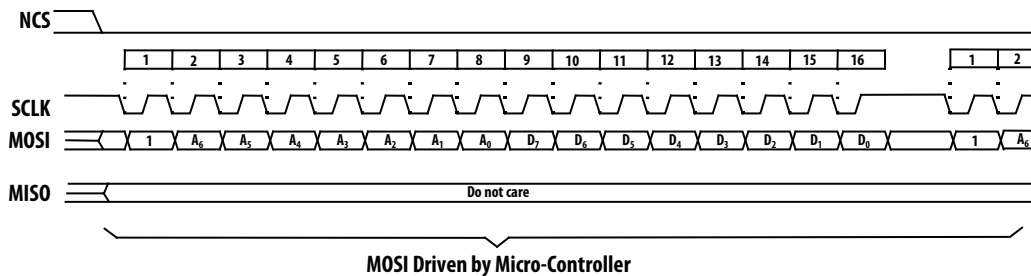 NCS
1 2 3 4 5 6 7 8 9 10 11 12 13 14 15 16 1 2
SCLK
MOSI 1 A₆ A₅ A₄ A₃ A₂ A₁ A₀ D₇ D₆ D₅ D₄ D₃ D₂ D₁ D₀ 1 A₆
MISO Do not care
MOSI Driven by Micro-Controller